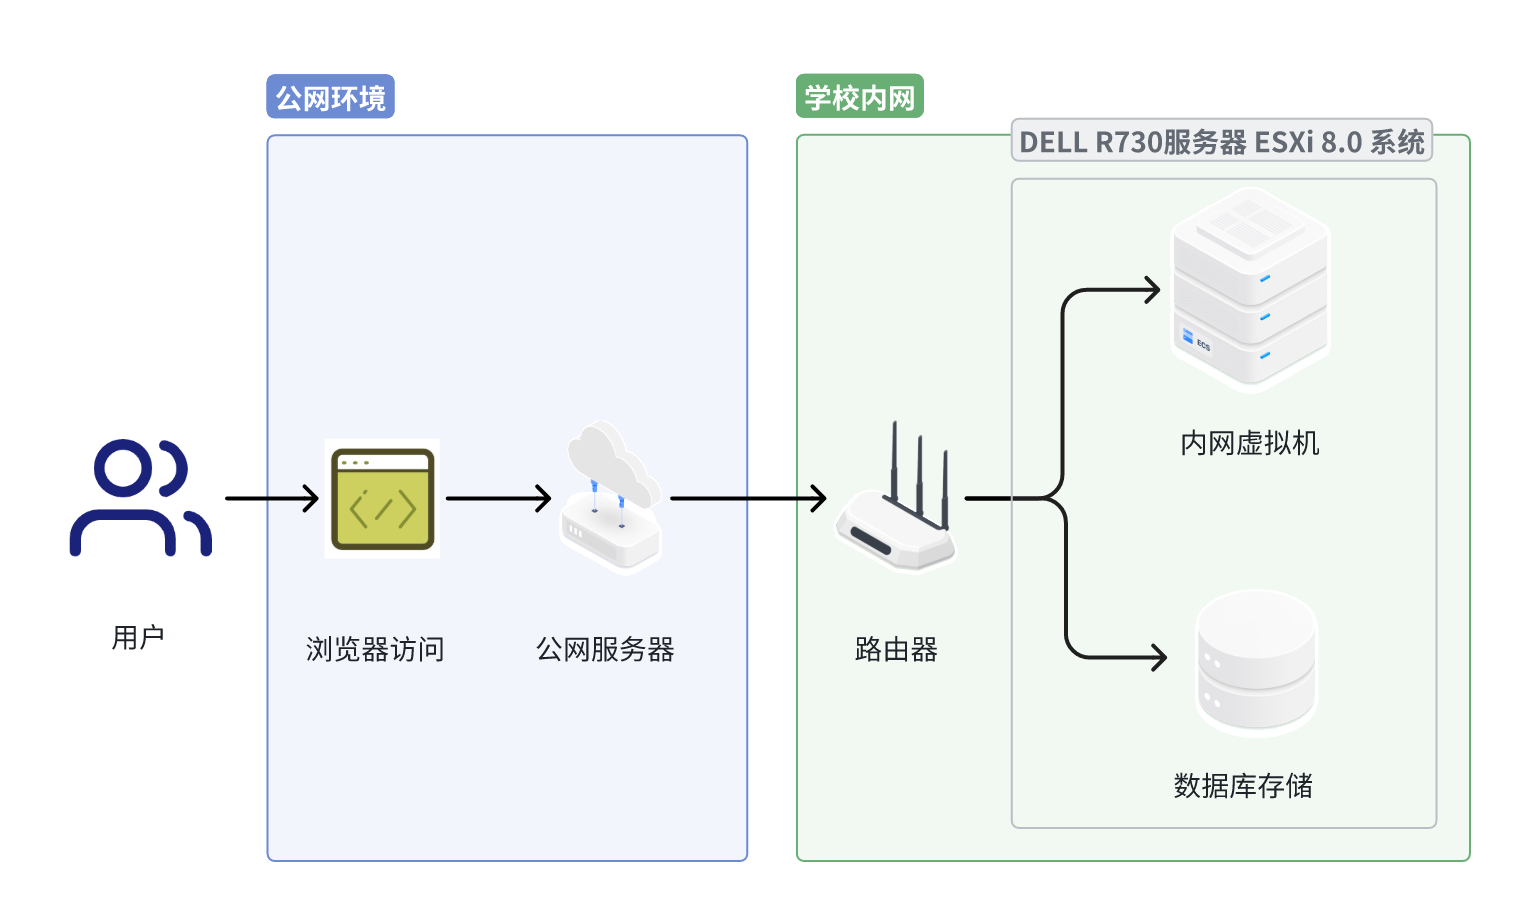 公网环境
学校内网
DELL R730服务器 ESXi 8.0 系统
ECS
内网虚拟机
用户
浏览器访问
公网服务器
路由器
数据库存储